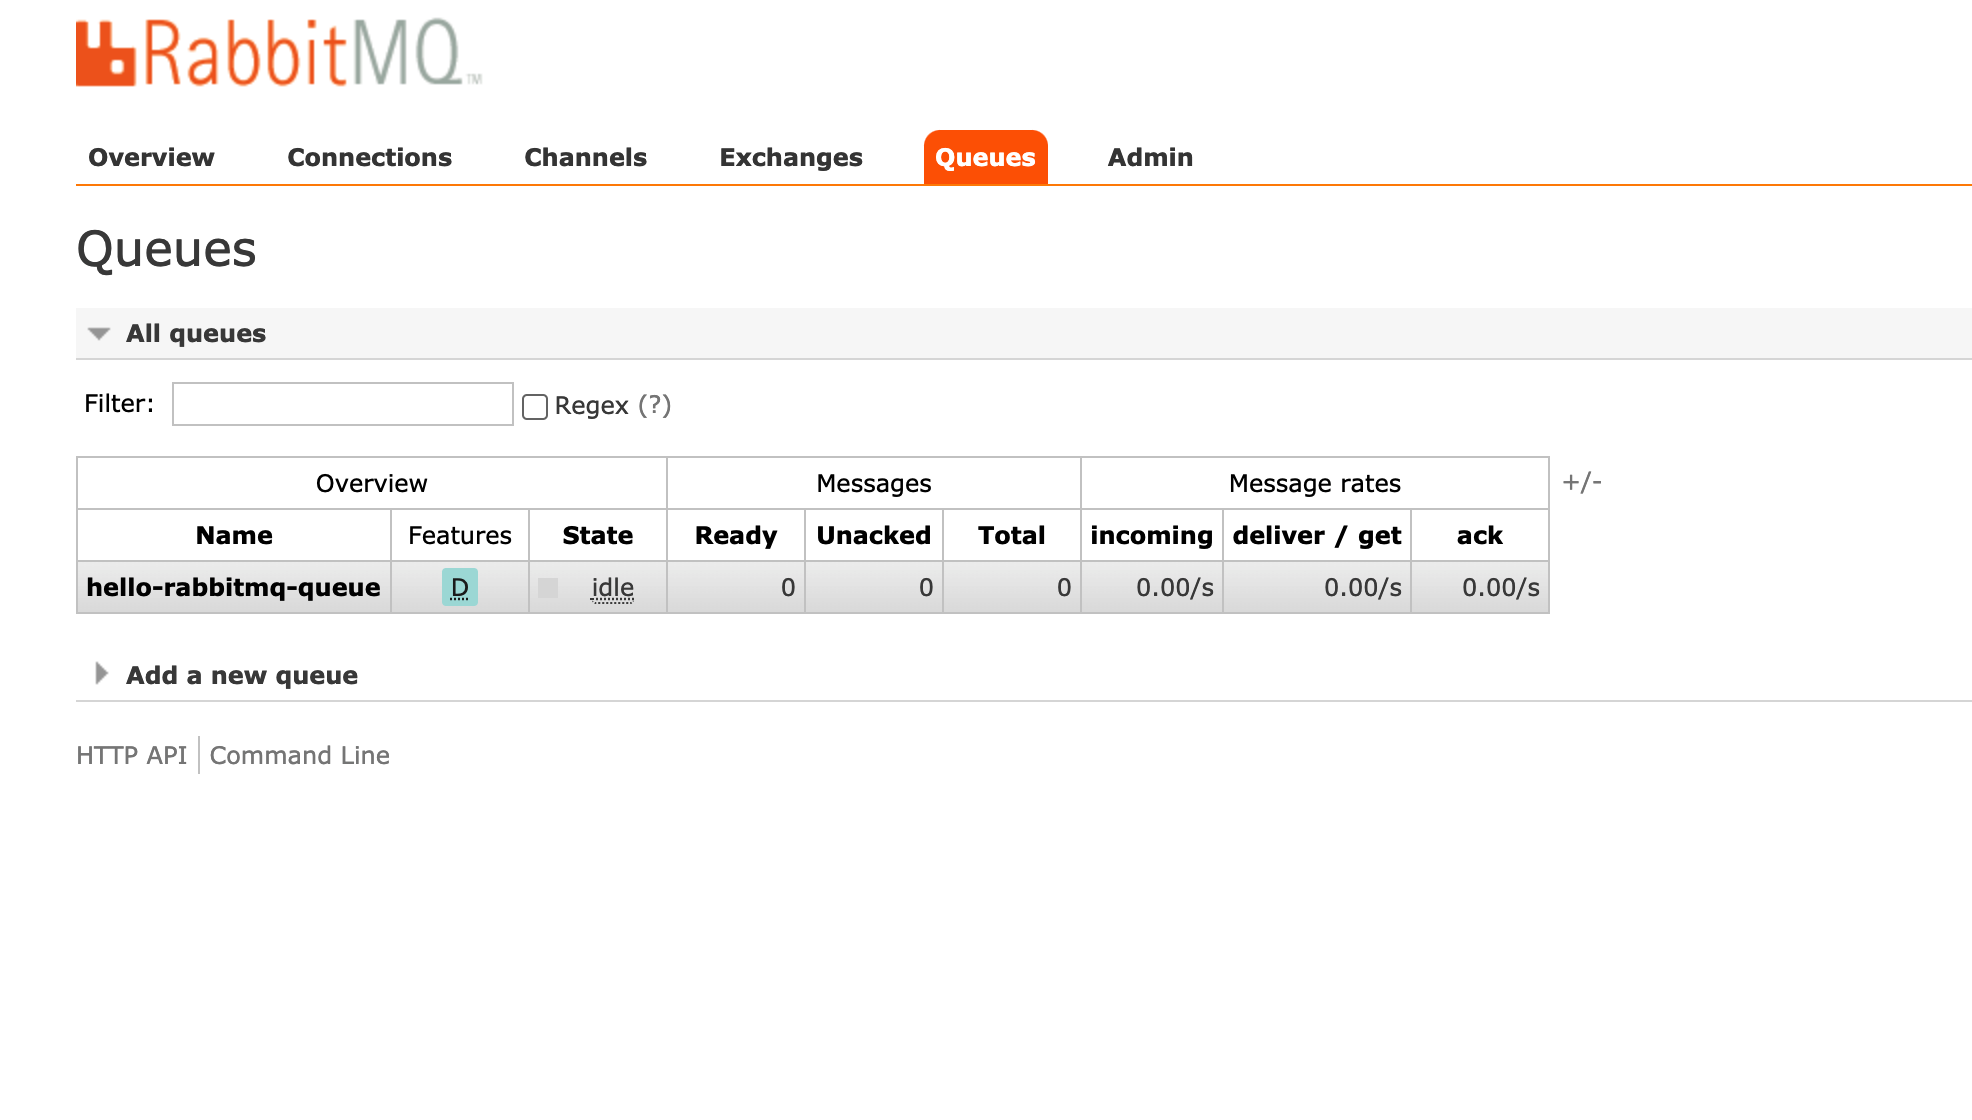 RabbitMQ™
Overview Connections Channels Exchanges Queues Admin
Queues
All queues
Filter: Regex (?)
Overview Messages Message rates +/-
Name Features State Ready Unacked Total incoming deliver / get ack
hello-rabbitmq-queue D idle 0 0 0 0.00/s 0.00/s 0.00/s
Add a new queue
HTTP API Command Line